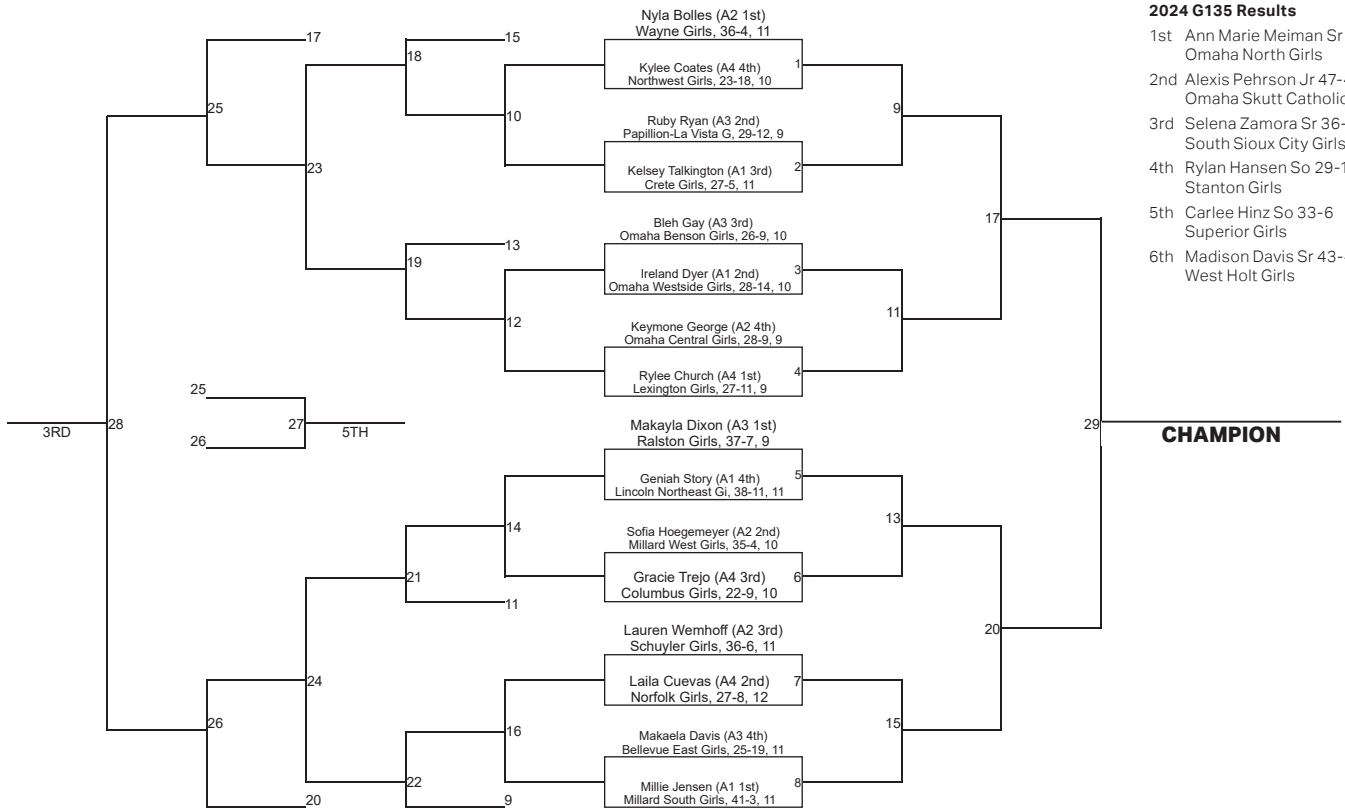 2024 G135 Results
1st Ann Marie Meiman Sr
Omaha North Girls
2nd Alexis Pehrson Jr 47-
Omaha Skutt Catholic
3rd Selena Zamora Sr 36-
South Sioux City Girls
4th Rylan Hansen So 29-1
Stanton Girls
5th Carlee Hinz So 33-6
Superior Girls
6th Madison Davis Sr 43-
West Holt Girls
Nyla Bolles (A2 1st)
Wayne Girls, 36-4, 11
Kylee Coates (A4 4th)
Northwest Girls, 23-18, 10
1
Ruby Ryan (A3 2nd)
Papillion-La Vista G, 29-12, 9
Kelsey Talkington (A1 3rd)
Crete Girls, 27-5, 11
2
Bleh Gay (A3 3rd)
Omaha Benson Girls, 26-9, 10
Ireland Dyer (A1 2nd)
Omaha Westside Girls, 28-14, 10
3
Keymone George (A2 4th)
Omaha Central Girls, 28-9, 9
Rylee Church (A4 1st)
Lexington Girls, 27-11, 9
4
Makayla Dixon (A3 1st)
Ralston Girls, 37-7, 9
Geniah Story (A1 4th)
Lincoln Northeast Gi, 38-11, 11
5
Sofia Hoegemeyer (A2 2nd)
Millard West Girls, 35-4, 10
Gracie Trejo (A4 3rd)
Columbus Girls, 22-9, 10
6
Lauren Wemhoff (A2 3rd)
Schuyler Girls, 36-6, 11
Laila Cuevas (A4 2nd)
Norfolk Girls, 27-8, 12
7
Makaela Davis (A3 4th)
Bellevue East Girls, 25-19, 11
Millie Jensen (A1 1st)
Millard South Girls, 41-3, 11
8
9
11
13
15
17
20
29
CHAMPION
15
10
18
17
25
23
13
19
12
25
27
5TH
26
28
3RD
14
21
11
24
26
16
22
9
20